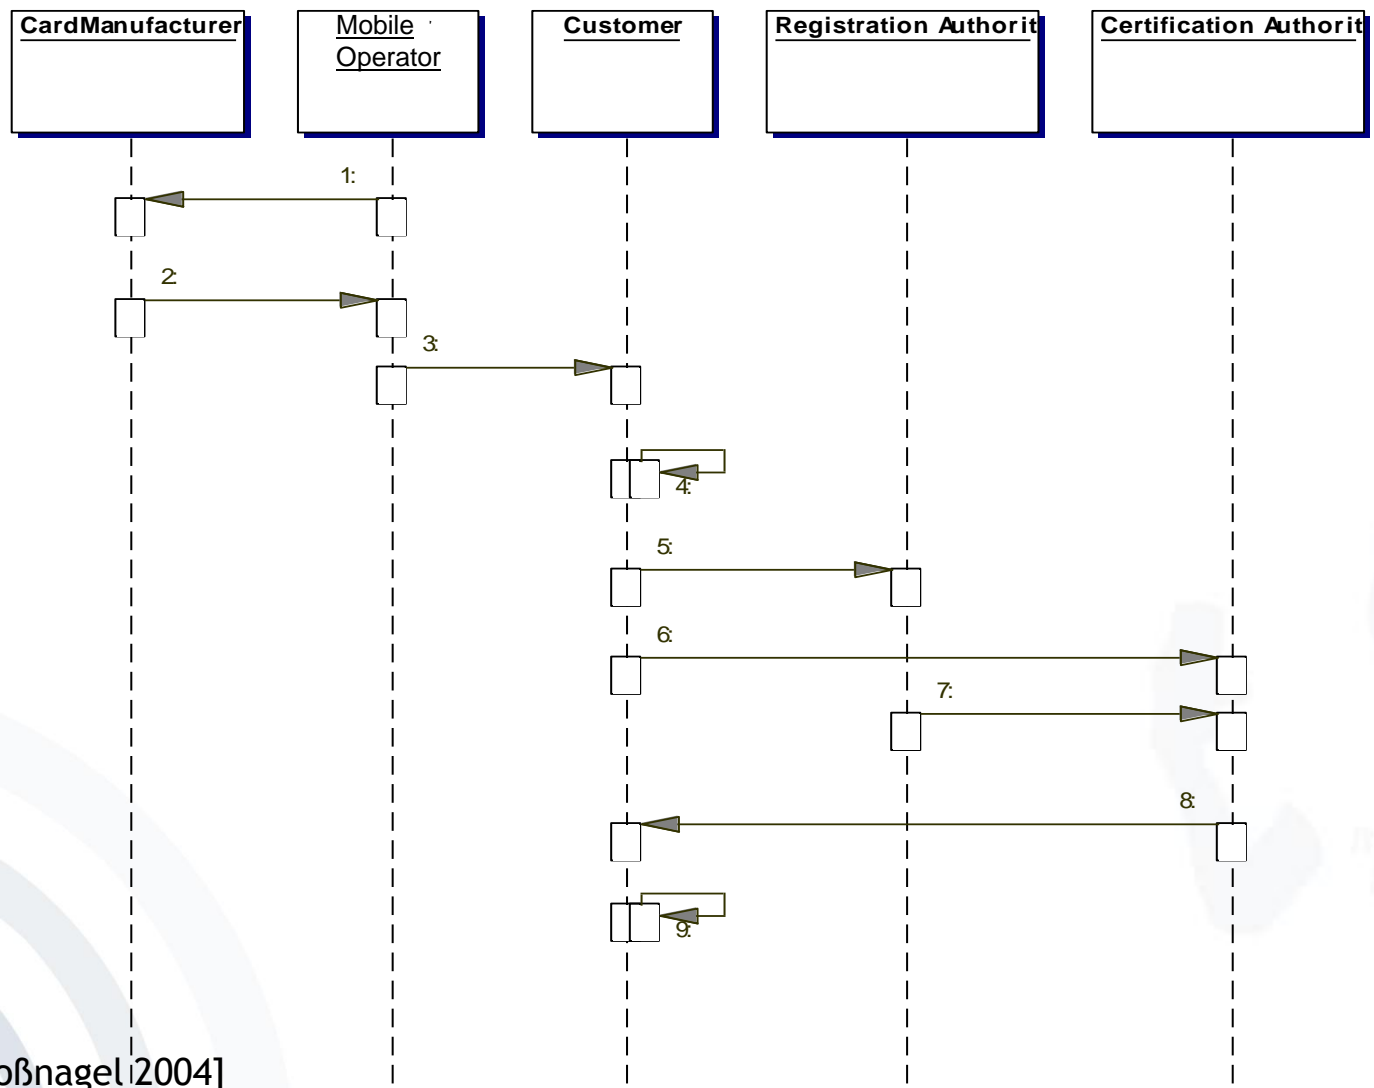 CardManufacturer
Mobile
Operator
Customer
Registration Authorit
Certification Authorit
1:
2:
3:
4:
5:
6:
7:
8:
9:
oßnagel 2004]